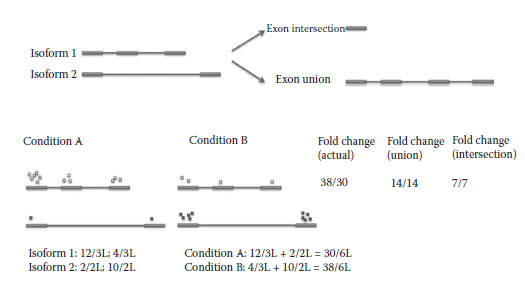 Exon intersection
Isoform 1
Isoform 2
Exon union
Condition A
Condition B
Fold change (actual)
Fold change (union)
Fold change (intersection)
38/30
14/14
7/7
Isoform 1: 12/3L; 4/3L
Isoform 2: 2/2L; 10/2L
Condition A: 12/3L + 2/2L = 30/6L
Condition B: 4/3L + 10/2L = 38/6L